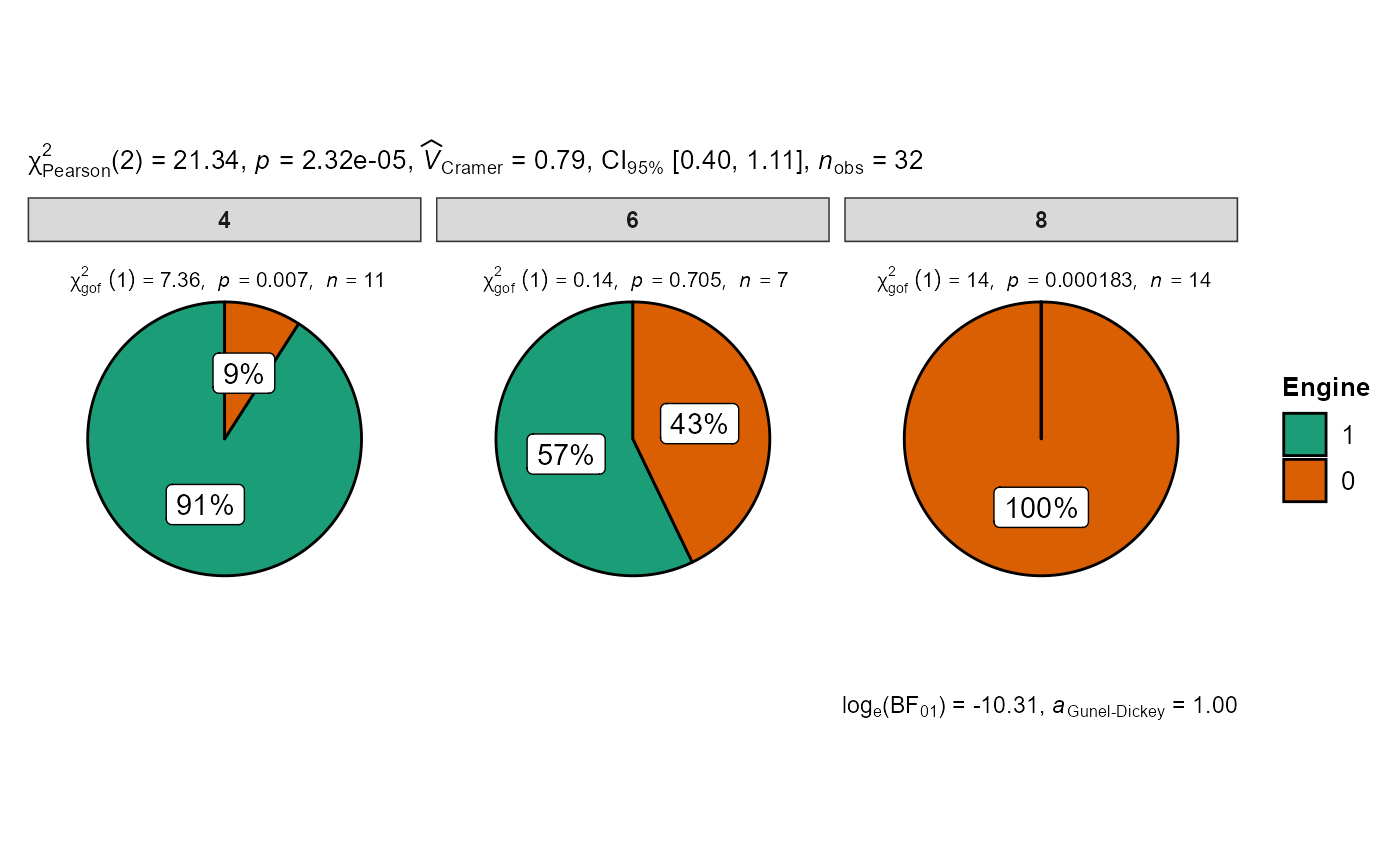 χ²Pearson(2) = 21.34, p = 2.32e-05, V̂Cramer = 0.79, CI95% [0.40, 1.11], nobs = 32
4 6 8
χ²gof (1) = 7.36, p = 0.007, n = 11 χ²gof (1) = 0.14, p = 0.705, n = 7 χ²gof (1) = 14, p = 0.000183, n = 14
9%
91%
57%
43%
100%
Engine
1
0
loge(BF01) = -10.31, aGunel-Dickey = 1.00